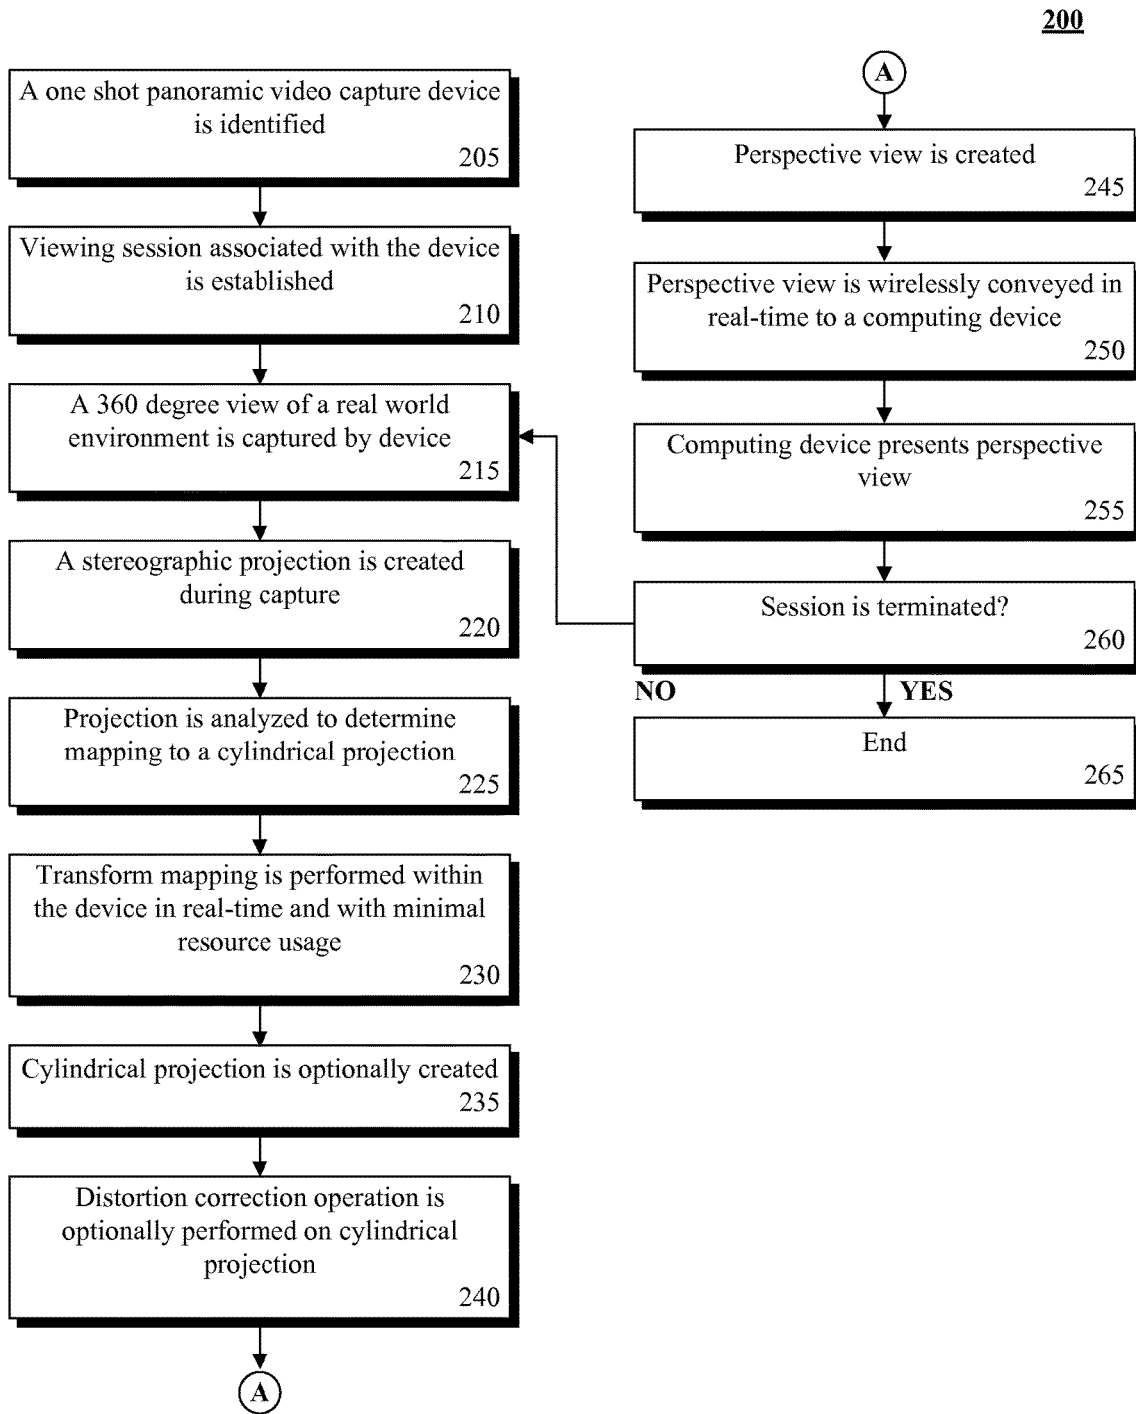 200
A one shot panoramic video capture device
is identified
205
Viewing session associated with the device
is established
210
A 360 degree view of a real world
environment is captured by device
215
A stereographic projection is created
during capture
220
Projection is analyzed to determine
mapping to a cylindrical projection
225
Transform mapping is performed within
the device in real-time and with minimal
resource usage
230
Cylindrical projection is optionally created
235
Distortion correction operation is
optionally performed on cylindrical
projection
240
A
A
Perspective view is created
245
Perspective view is wirelessly conveyed in
real-time to a computing device
250
Computing device presents perspective
view
255
Session is terminated?
260
NO
YES
End
265